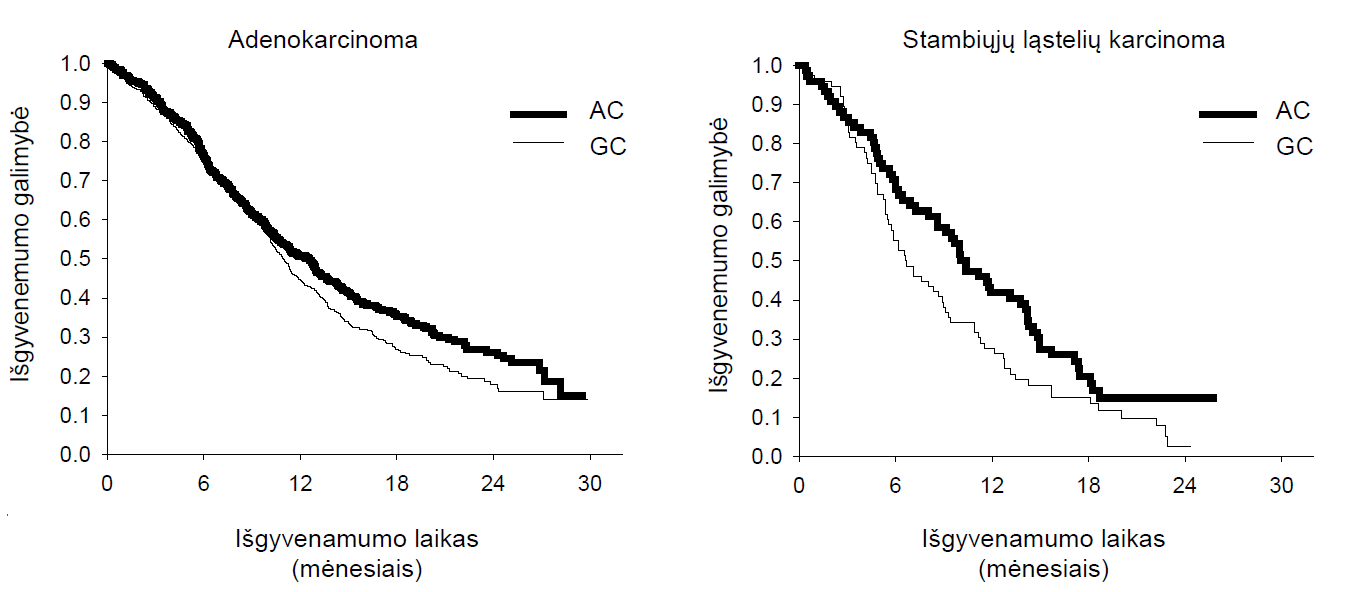 Adenokarcinoma
Išgyvenemumo galimybė
1.0
0.9
0.8
0.7
0.6
0.5
0.4
0.3
0.2
0.1
0.0
AC
GC
0 6 12 18 24 30
Išgyvenamumo laikas
(mėnesiais)
Stambiųjų ląstelių karcinoma
Išgyvenemumo galimybė
1.0
0.9
0.8
0.7
0.6
0.5
0.4
0.3
0.2
0.1
0.0
AC
GC
0 6 12 18 24 30
Išgyvenamumo laikas
(mėnesiais)